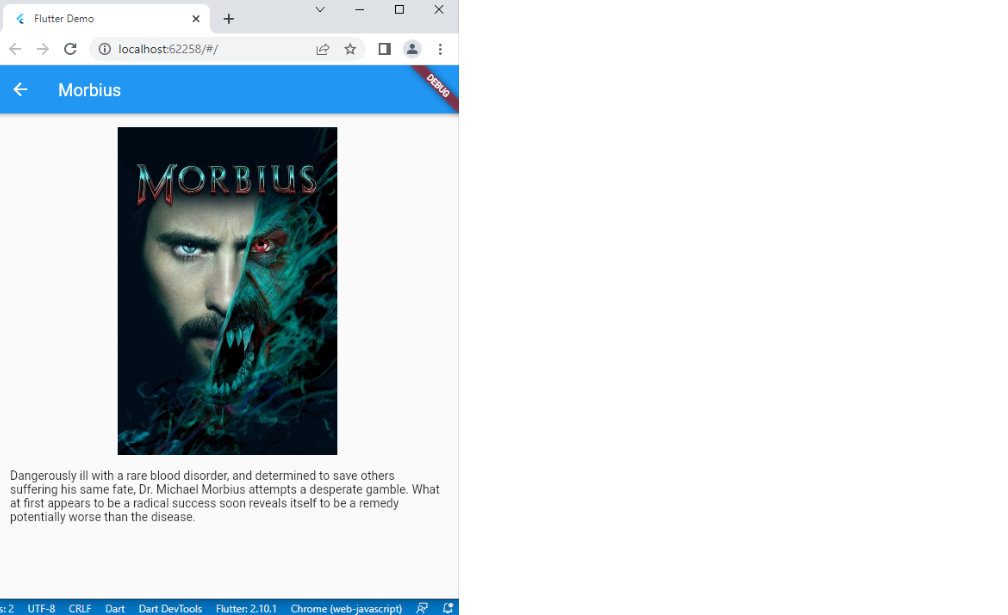 Flutter Demo
localhost:62258/#/
Morbius
DEBUG
MORBIUS
Dangerously ill with a rare blood disorder, and determined to save others
suffering his same fate, Dr. Michael Morbius attempts a desperate gamble. What
at first appears to be a radical success soon reveals itself to be a remedy
potentially worse than the disease.
s: 2 UTF-8 CRLF Dart Dart DevTools Flutter: 2.10.1 Chrome (web-javascript)